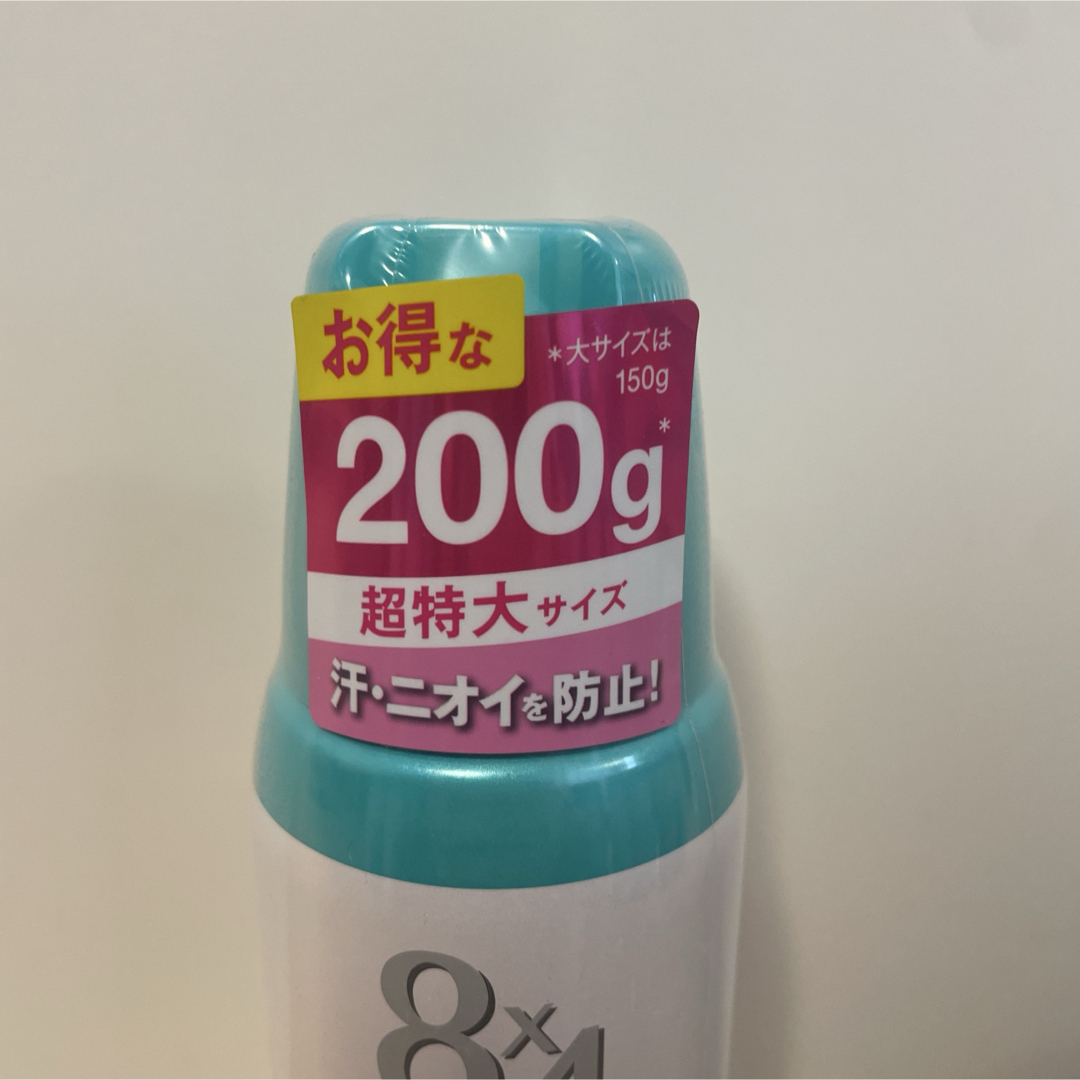 お得な
*大サイズは
150g
200g*
超特大サイズ
汗・ニオイを防止!
8x4